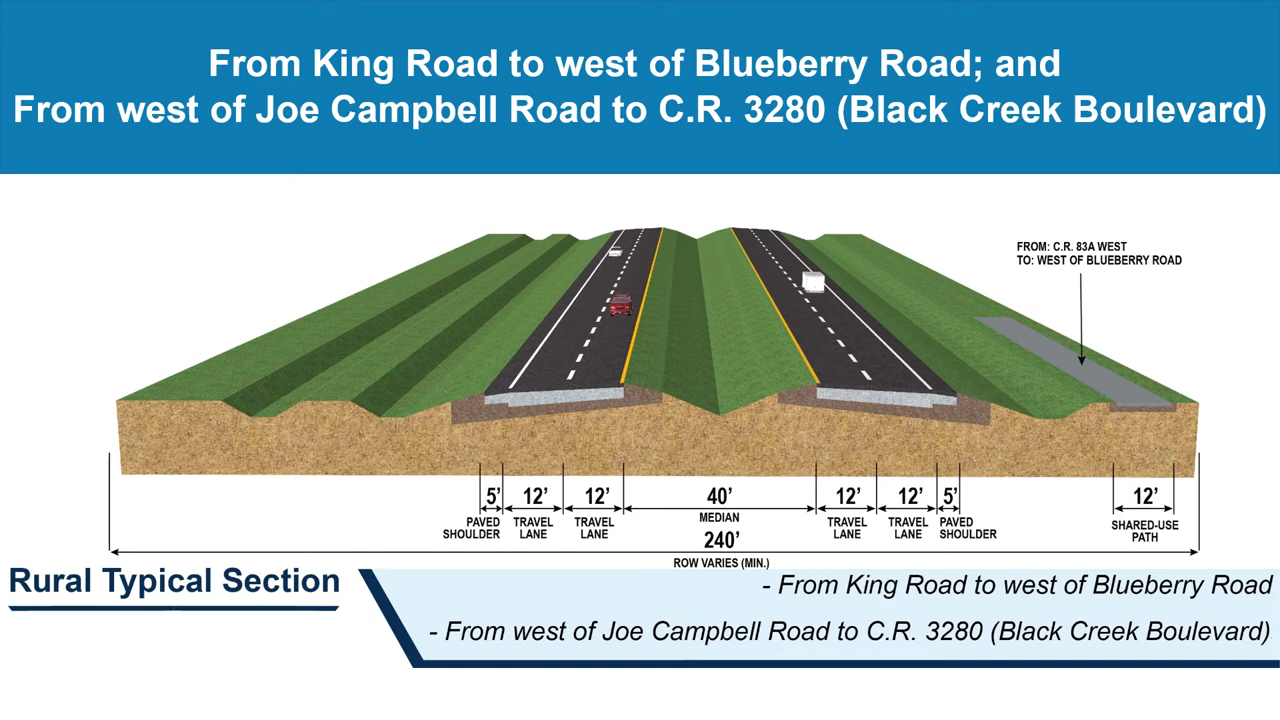 From King Road to west of Blueberry Road; and
From west of Joe Campbell Road to C.R. 3280 (Black Creek Boulevard)
FROM: C.R. 83A WEST
TO: WEST OF BLUEBERRY ROAD
5’ 12’ 12’ 40’ 12’ 12’ 5’ 12’
PAVED SHOULDER
TRAVEL LANE
TRAVEL LANE
MEDIAN
TRAVEL LANE
TRAVEL LANE
PAVED SHOULDER
SHARED-USE PATH
240’
ROW VARIES (MIN.)
Rural Typical Section
- From King Road to west of Blueberry Road
- From west of Joe Campbell Road to C.R. 3280 (Black Creek Boulevard)